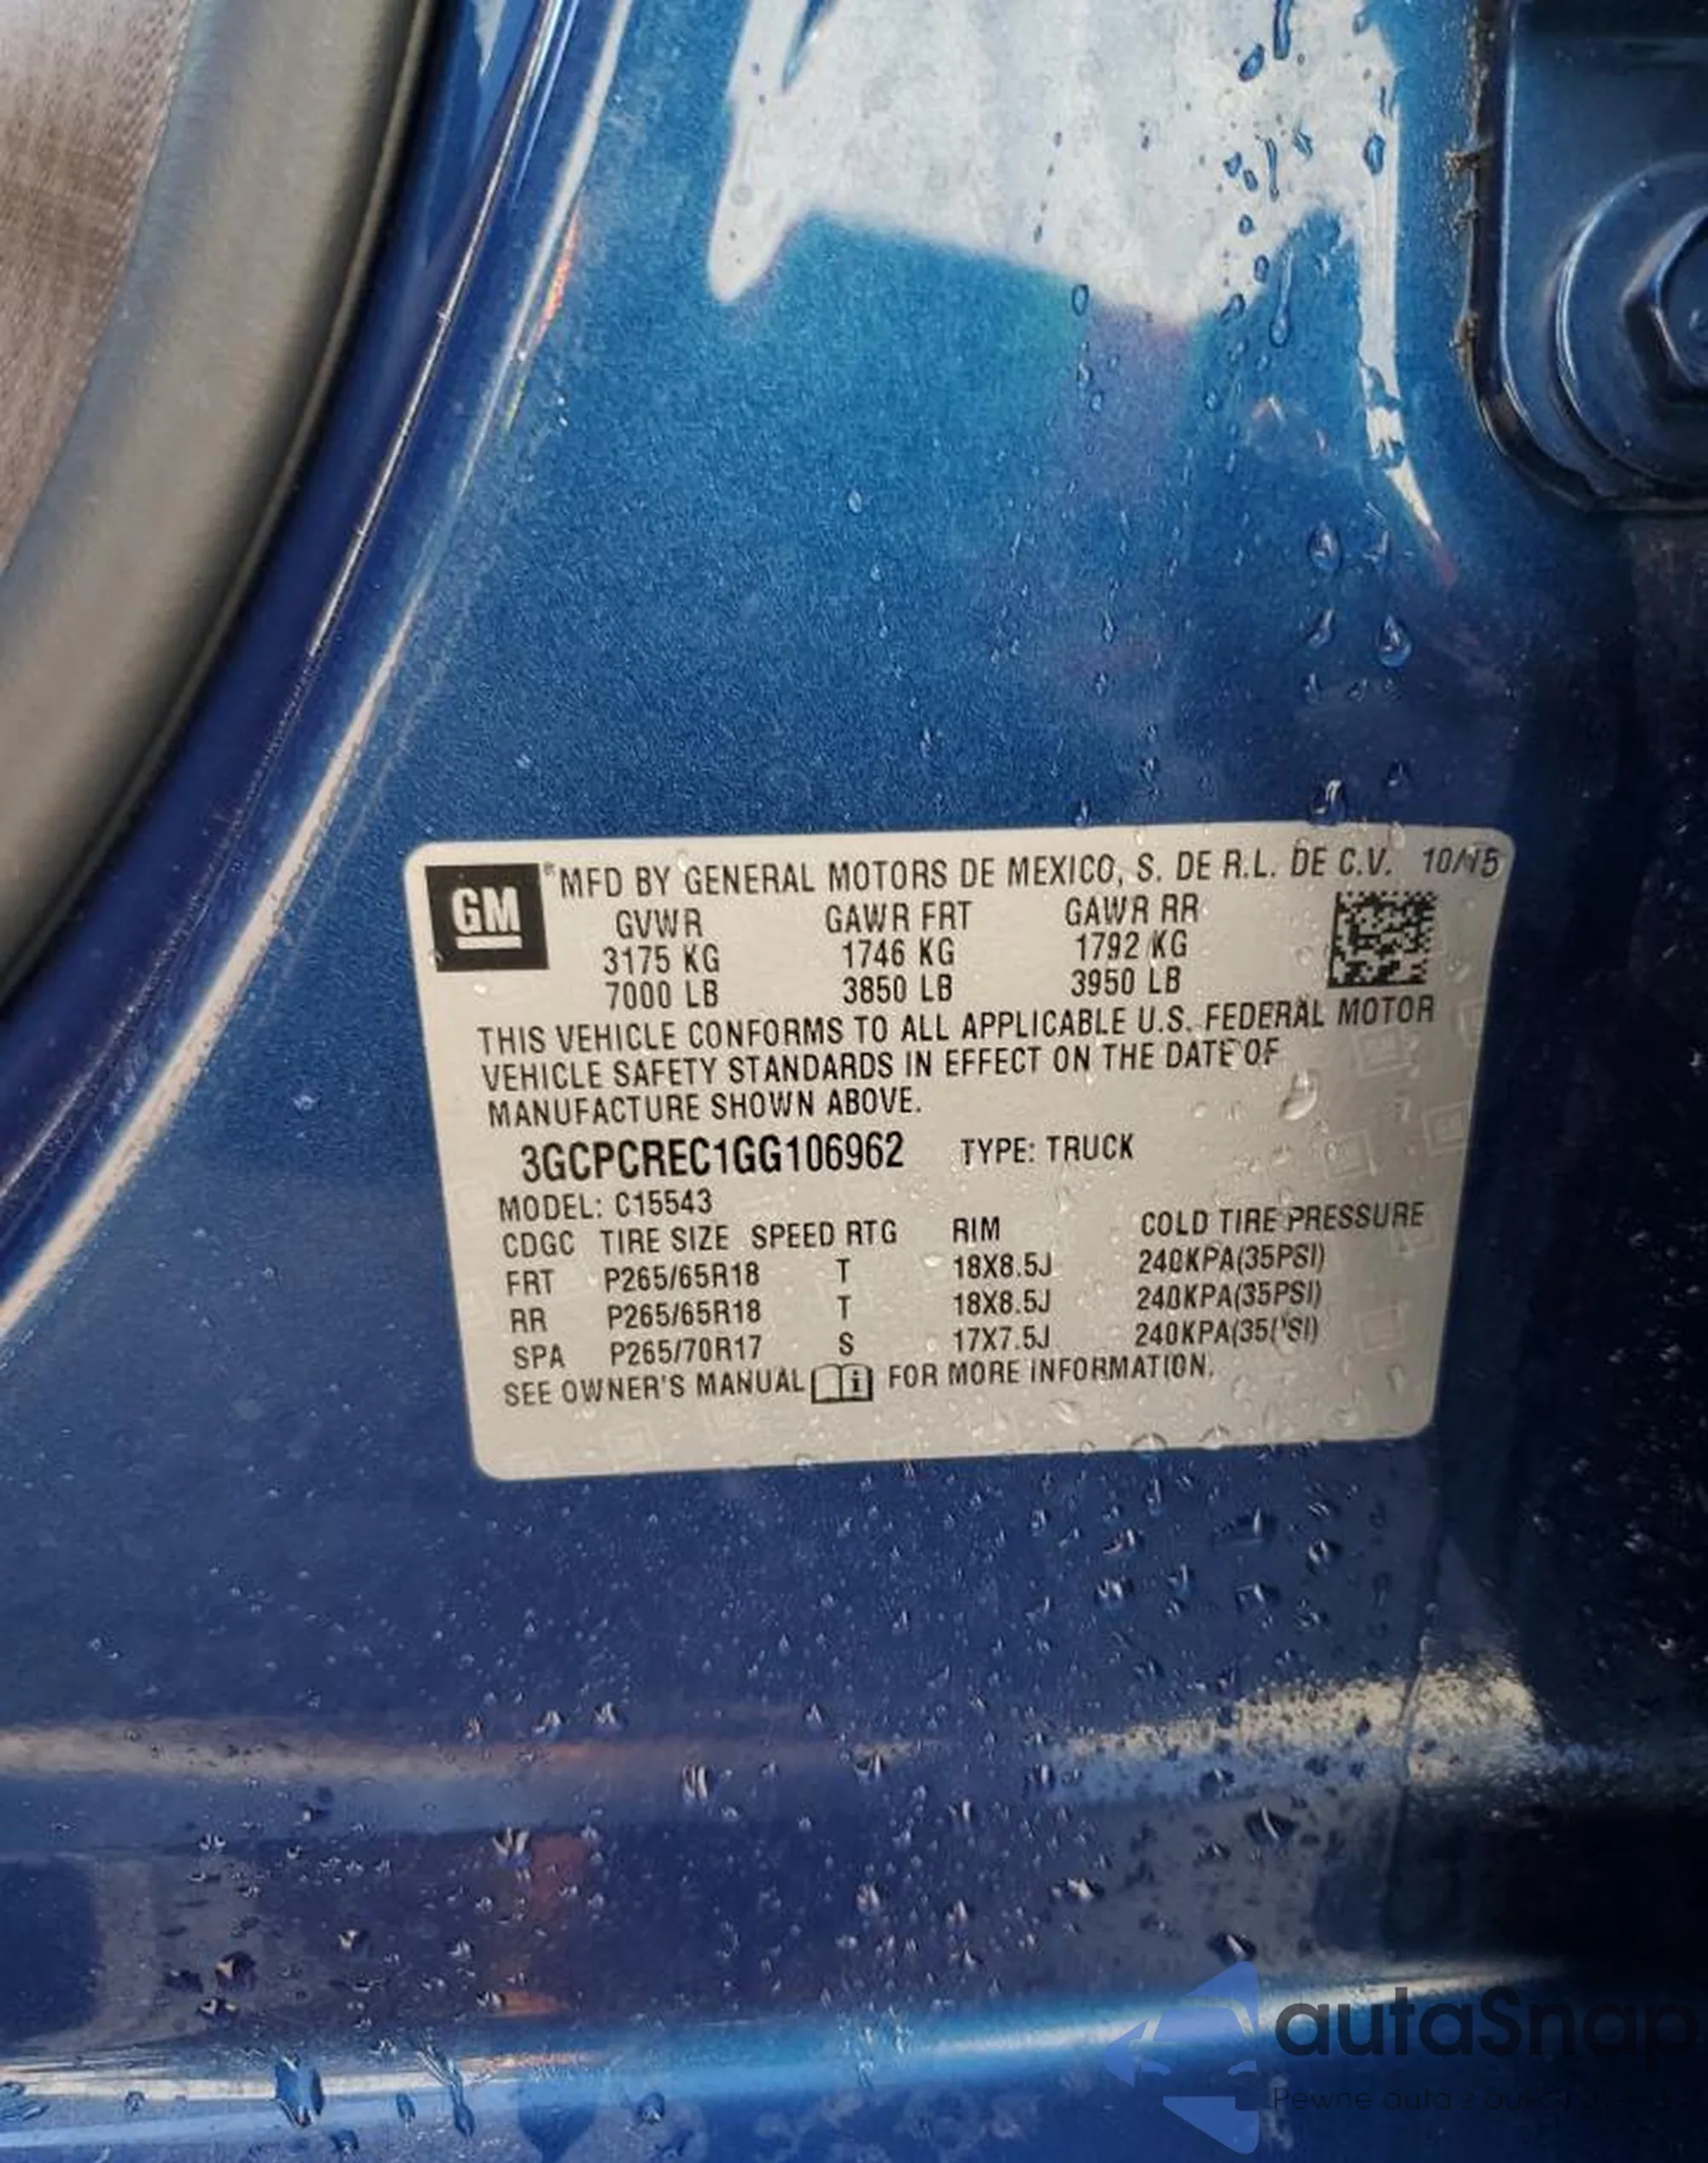 GM
®MFD BY GENERAL MOTORS DE MEXICO, S. DE R.L. DE C.V. 10/15
GVWR GAWR FRT GAWR RR
3175 KG 1746 KG 1792 KG
7000 LB 3850 LB 3950 LB
THIS VEHICLE CONFORMS TO ALL APPLICABLE U.S. FEDERAL MOTOR
VEHICLE SAFETY STANDARDS IN EFFECT ON THE DATE OF
MANUFACTURE SHOWN ABOVE.
3GCPCREC1GG106962 TYPE: TRUCK
MODEL: C15543
CDGC TIRE SIZE SPEED RTG RIM COLD TIRE PRESSURE
FRT P265/65R18 T 18X8.5J 240KPA(35PSI)
RR P265/65R18 T 18X8.5J 240KPA(35PSI)
SPA P265/70R17 S 17X7.5J 240KPA(35PSI)
SEE OWNER'S MANUAL i FOR MORE INFORMATION.
autaSnap
Pewne auta z